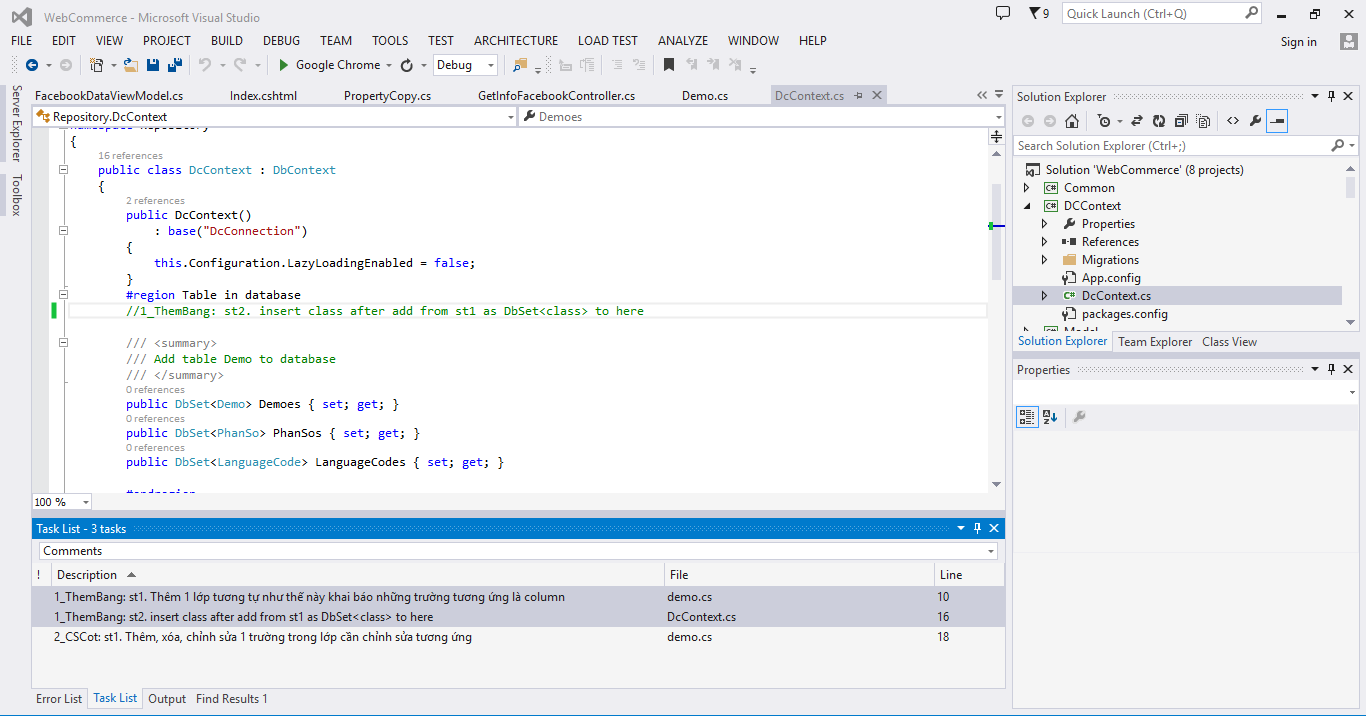 WebCommerce - Microsoft Visual Studio
9
Quick Launch (Ctrl+Q)
FILE EDIT VIEW PROJECT BUILD DEBUG TEAM TOOLS TEST ARCHITECTURE LOAD TEST ANALYZE WINDOW HELP
Sign in
Google Chrome Debug
Server Explorer
Toolbox
FacebookDataViewModel.cs Index.cshtml PropertyCopy.cs GetInfoFacebookController.cs Demo.cs DcContext.cs
Repository.DcContext Demoes
namespace Repository
{
16 references
public class DcContext : DbContext
{
2 references
public DcContext()
: base("DcConnection")
{
this.Configuration.LazyLoadingEnabled = false;
}
#region Table in database
//1_ThemBang: st2. insert class after add from st1 as DbSet<class> to here
/// <summary>
/// Add table Demo to database
/// </summary>
0 references
public DbSet<Demo> Demoes { set; get; }
0 references
public DbSet<PhanSo> PhanSos { set; get; }
0 references
public DbSet<LanguageCode> LanguageCodes { set; get; }
#endregion
100 %
Task List - 3 tasks
Comments
! Description File Line
1_ThemBang: st1. Thêm 1 lớp tương tự như thế này khai báo những trường tương ứng là column demo.cs 10
1_ThemBang: st2. insert class after add from st1 as DbSet<class> to here DcContext.cs 16
2_CSCot: st1. Thêm, xóa, chỉnh sửa 1 trường trong lớp cần chỉnh sửa tương ứng demo.cs 18
Error List Task List Output Find Results 1
Solution Explorer
Search Solution Explorer (Ctrl+;)
Solution 'WebCommerce' (8 projects)
C# Common
C# DCContext
Properties
References
Migrations
App.config
C# DcContext.cs
packages.config
Model
Solution Explorer Team Explorer Class View
Properties